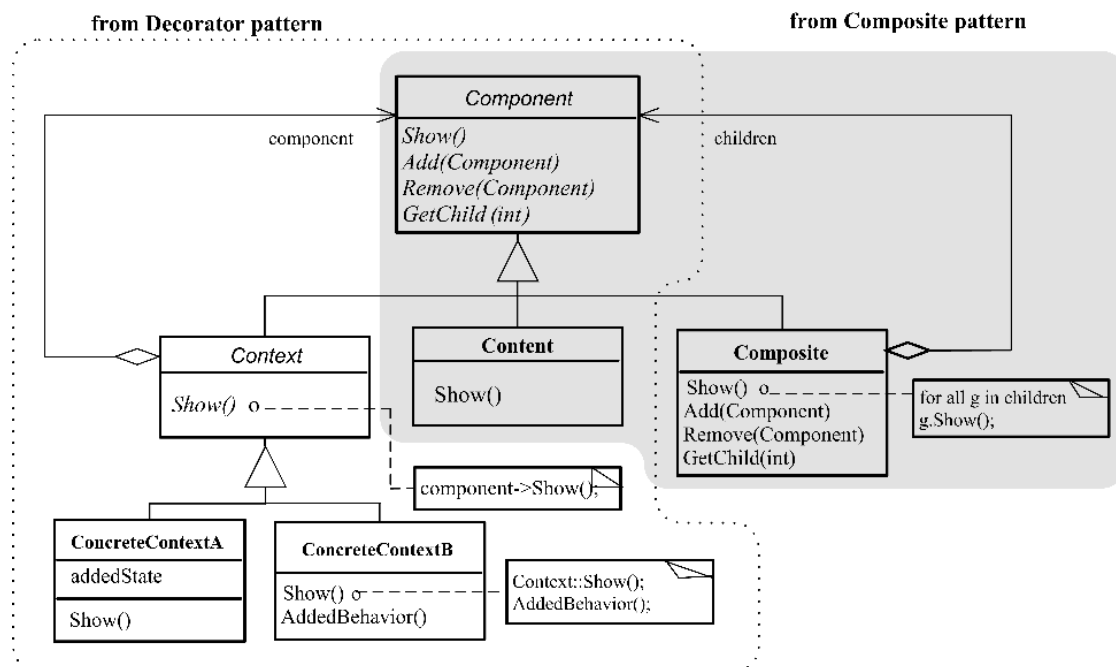 from Decorator pattern
from Composite pattern
Component
Show()
Add(Component)
Remove(Component)
GetChild (int)
component
children
Context
Show() o
Content
Show()
Composite
Show() o
Add(Component)
Remove(Component)
GetChild(int)
for all g in children
g.Show();
component->Show();
ConcreteContextA
addedState
Show()
ConcreteContextB
Show() o
AddedBehavior()
Context::Show();
AddedBehavior();